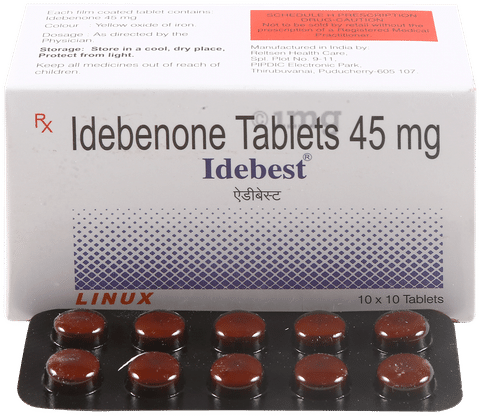 Each film coated tablet contains:
Idebenone 45 mg
Colour : Yellow oxide of iron.
Dosage : As directed by the
Physician.
Storage: Store in a cool, dry place,
Protect from light.
Keep all medicines out of reach of
children.
SCHEDULE H PRESCRIPTION
DRUG-CAUTION
Not to be sold by retail without the
prescription of a Registered Medical
Practitioner.
Manufactured in India by:
Reltsen Health Care,
Spl. Plot No. 9-11,
PIPDIC Electronic Park,
Thirubuvanai, Puducherry-605 107
1mg
Rx
Idebenone Tablets 45 mg
Idebest®
ऐडीबेस्ट
LINUX
10 x 10 Tablets